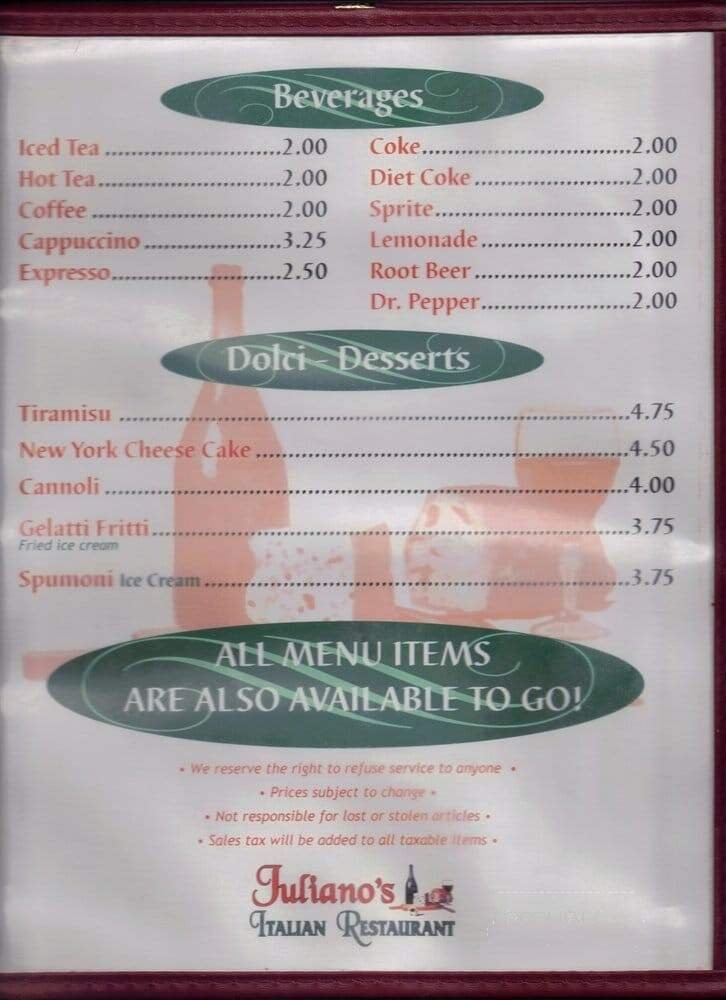 Beverages
Iced Tea ............................2.00
Hot Tea.............................2.00
Coffee ..............................2.00
Cappuccino ......................3.25
Expresso...........................2.50
Coke.................................2.00
Diet Coke ........................2.00
Sprite...............................2.00
Lemonade .......................2.00
Root Beer ........................2.00
Dr. Pepper.......................2.00
Dolci - Desserts
Tiramisu ................................................................................4.75
New York Cheese Cake ..........................................................4.50
Cannoli ..................................................................................4.00
Gelatti Fritti...........................................................................3.75
Fried ice cream
Spumoni Ice Cream ..................................................................3.75
ALL MENU ITEMS
ARE ALSO AVAILABLE TO GO!
• We reserve the right to refuse service to anyone •
• Prices subject to change •
• Not responsible for lost or stolen articles •
• Sales tax will be added to all taxable items •
Juliano's
ITALIAN RESTAURANT